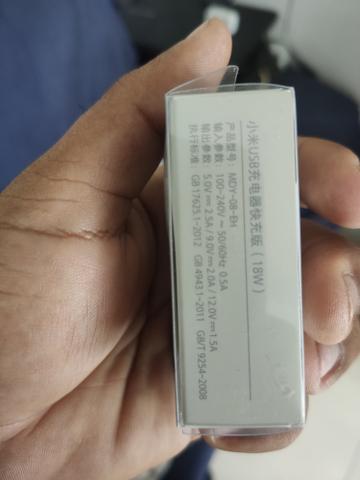 小米USB充电器快充版（18W）
产品型号：MDY-08-EH
输入参数：100-240V ~ 50/60Hz 0.5A
输出参数：5.0V⎓2.5A / 9.0V⎓2.0A / 12.0V⎓1.5A
执行标准：GB 17625.1-2012 GB 4943.1-2011 GB/T 9254-2008